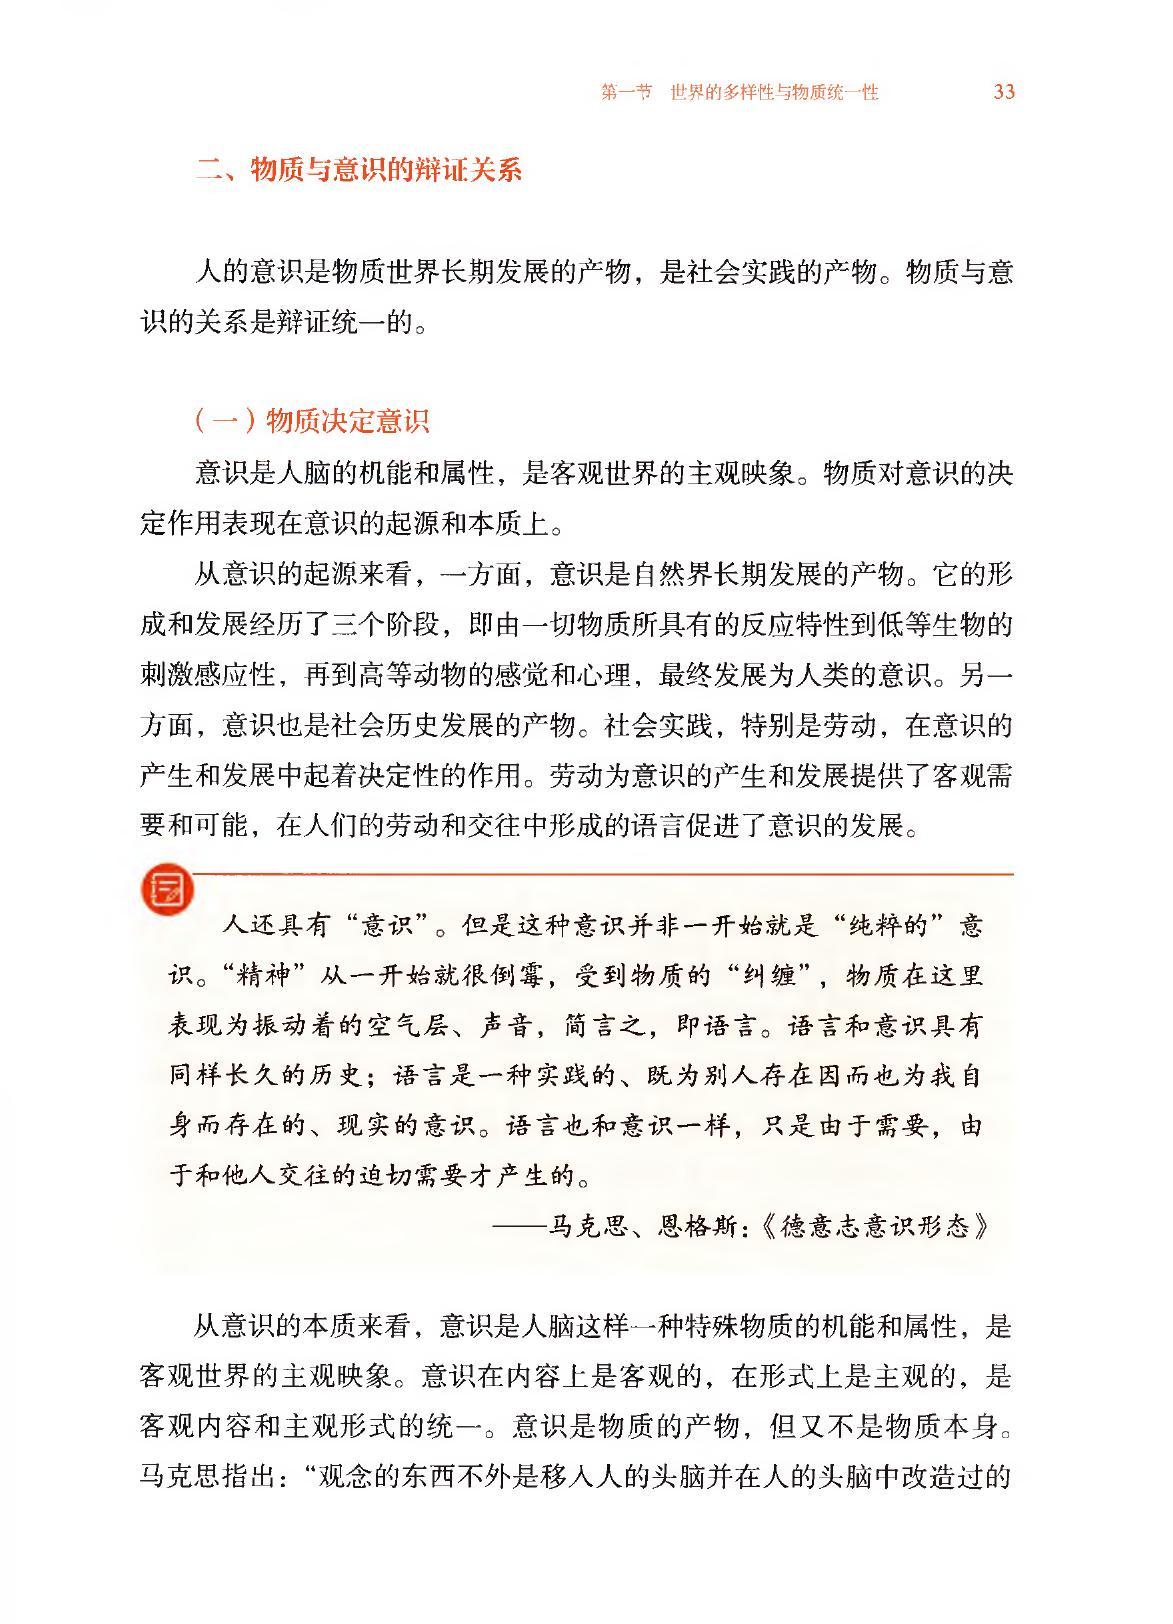 第一节 世界的多样性与物质统一性 33
二、物质与意识的辩证关系
人的意识是物质世界长期发展的产物，是社会实践的产物。物质与意
识的关系是辩证统一的。
（一）物质决定意识
意识是人脑的机能和属性，是客观世界的主观映象。物质对意识的决
定作用表现在意识的起源和本质上。
从意识的起源来看，一方面，意识是自然界长期发展的产物。它的形
成和发展经历了三个阶段，即由一切物质所具有的反应特性到低等生物的
刺激感应性，再到高等动物的感觉和心理，最终发展为人类的意识。另一
方面，意识也是社会历史发展的产物。社会实践，特别是劳动，在意识的
产生和发展中起着决定性的作用。劳动为意识的产生和发展提供了客观需
要和可能，在人们的劳动和交往中形成的语言促进了意识的发展。
人还具有“意识”。但是这种意识并非一开始就是“纯粹的”意
识。“精神”从一开始就很倒霉，受到物质的“纠缠”，物质在这里
表现为振动着的空气层、声音，简言之，即语言。语言和意识具有
同样长久的历史；语言是一种实践的、既为别人存在因而也为我自
身而存在的、现实的意识。语言也和意识一样，只是由于需要，由
于和他人交往的迫切需要才产生的。
——马克思、恩格斯：《德意志意识形态》
从意识的本质来看，意识是人脑这样一种特殊物质的机能和属性，是
客观世界的主观映象。意识在内容上是客观的，在形式上是主观的，是
客观内容和主观形式的统一。意识是物质的产物，但又不是物质本身。
马克思指出：“观念的东西不外是移入人的头脑并在人的头脑中改造过的